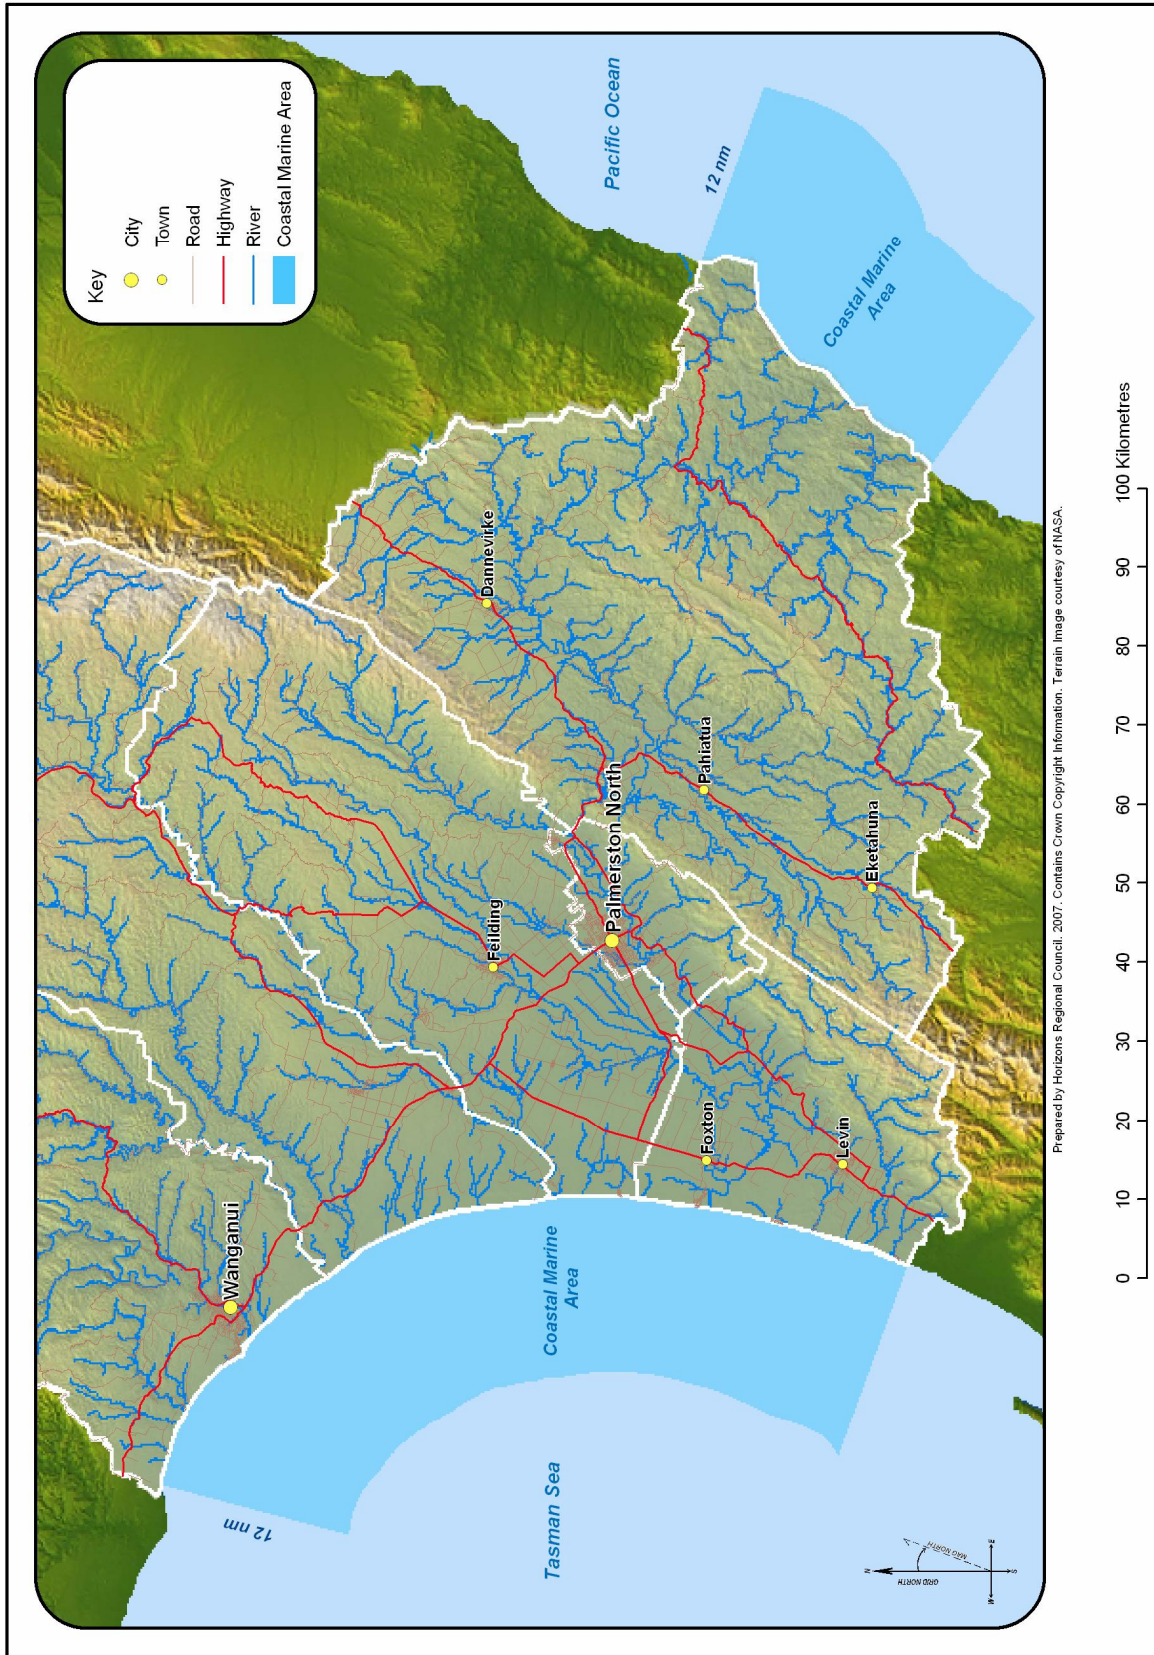 Key
City
Town
Road
Highway
River
Coastal Marine Area
Pacific Ocean
12 nm
Coastal Marine
Area
Dannevirke
Pahiatua
Eketahuna
Palmerston North
Feilding
Foxton
Levin
Wanganui
Coastal Marine
Area
12 nm
Tasman Sea
N
GRID NORTH
MAG NORTH
W
E
S
Prepared by Horizons Regional Council. 2007. Contains Crown Copyright Information. Terrain Image courtesy of NASA.
0 10 20 30 40 50 60 70 80 90 100 Kilometres